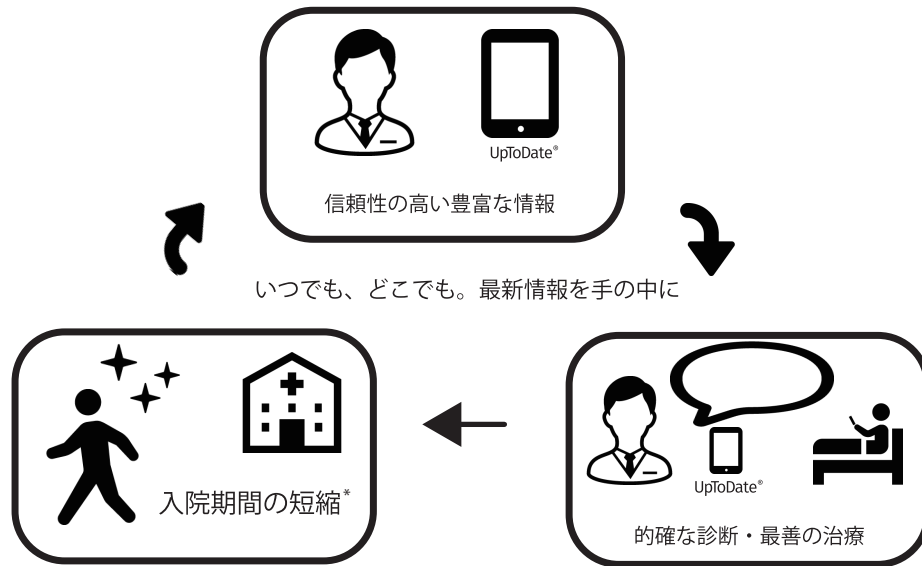 UpToDate®
信頼性の高い豊富な情報
いつでも、どこでも。最新情報を手の中に
入院期間の短縮*
UpToDate®
的確な診断・最善の治療